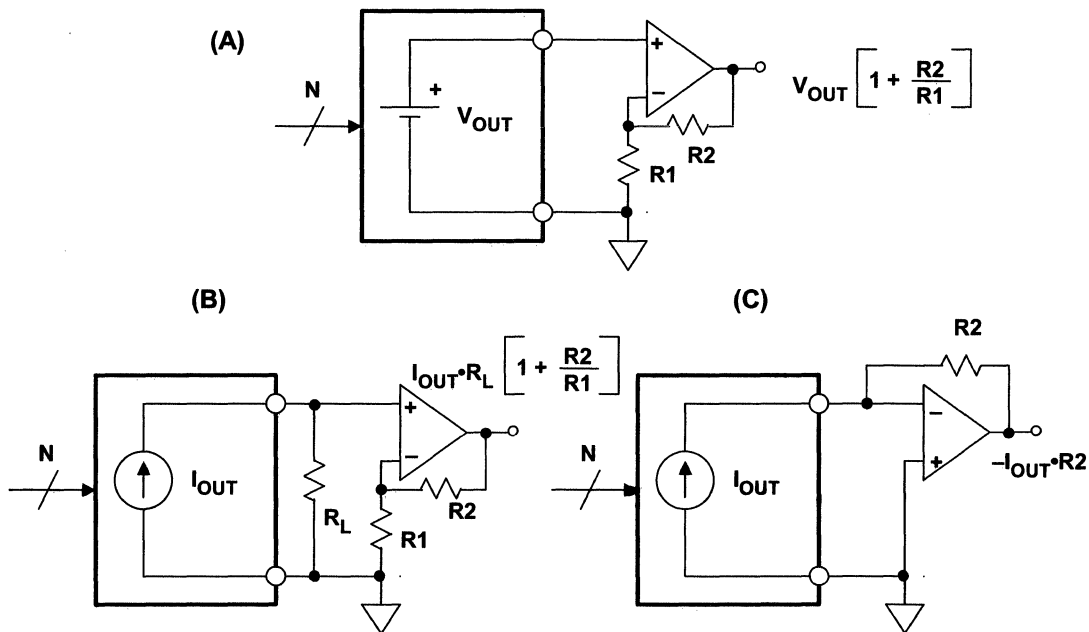 (A)
N
+
V_OUT
+
−
R2
R1
V_OUT [1 + R2/R1]
(B)
N
I_OUT
R_L
I_OUT•R_L [1 + R2/R1]
+
−
R2
R1
(C)
N
I_OUT
R2
−
+
−I_OUT•R2